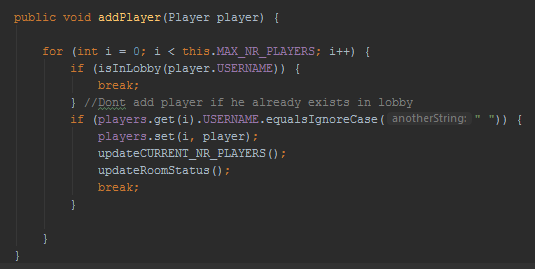 public void addPlayer(Player player) {
for (int i = 0; i < this.MAX_NR_PLAYERS; i++) {
if (isInLobby(player.USERNAME)) {
break;
} //Dont add player if he already exists in lobby
if (players.get(i).USERNAME.equalsIgnoreCase( anotherString: " ")) {
players.set(i, player);
updateCURRENT_NR_PLAYERS();
updateRoomStatus();
break;
}
}
}